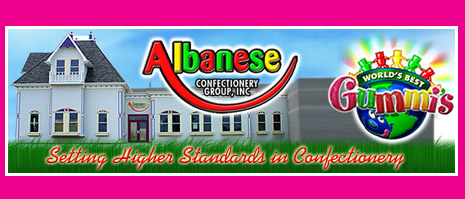 Albanese
CONFECTIONERY
GROUP, INC
WORLD'S BEST
Gummi's
Setting Higher Standards in Confectionery